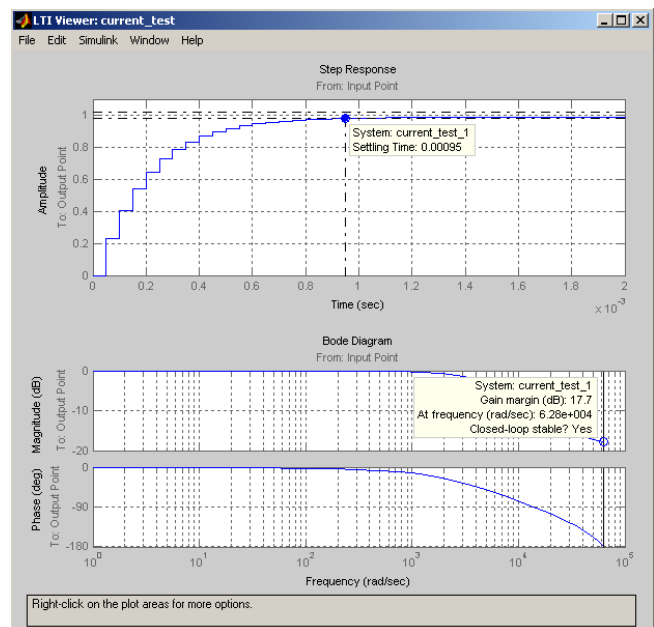 LTI Viewer: current_test
File Edit Simulink Window Help
Step Response
From: Input Point
Amplitude
To: Output Point
1
0.8
0.6
0.4
0.2
0
System: current_test_1
Settling Time: 0.00095
0 0.2 0.4 0.6 0.8 1 1.2 1.4 1.6 1.8 2
x 10^-3
Time (sec)
Bode Diagram
From: Input Point
Magnitude (dB)
To: Output Point
0
-10
-20
System: current_test_1
Gain margin (dB): 17.7
At frequency (rad/sec): 6.28e+004
Closed-loop stable? Yes
Phase (deg)
To: Output Point
0
-90
-180
10^0 10^1 10^2 10^3 10^4 10^5
Frequency (rad/sec)
Right-click on the plot areas for more options.